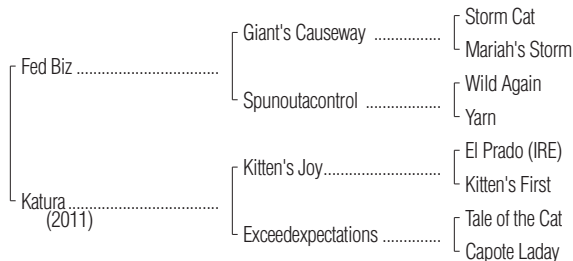 Storm Cat
Giant's Causeway ................
Mariah's Storm
Fed Biz ..................................
Wild Again
Spunoutacontrol ..................
Yarn
El Prado (IRE)
Kitten's Joy............................
Kitten's First
Katura....................................
(2011)
Tale of the Cat
Exceedexpectations ..............
Capote Laday